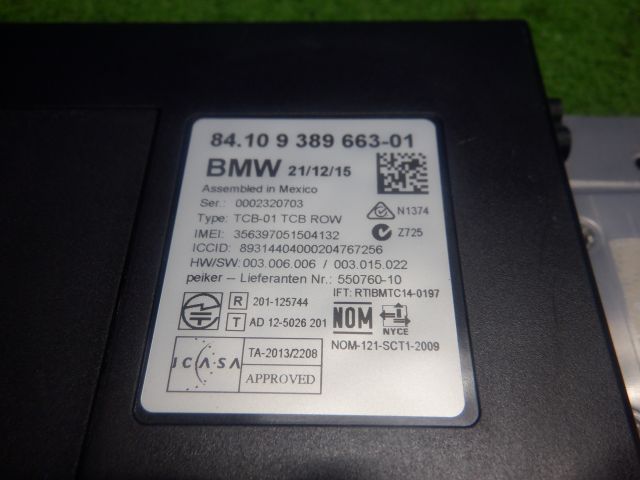 84.10 9 389 663-01
BMW 21/12/15
Assembled in Mexico
Ser.: 0002320703
Type: TCB-01 TCB ROW
N1374
IMEI: 356397051504132
Z725
ICCID: 89314404000204767256
HW/SW: 003.006.006 / 003.015.022
peiker – Lieferanten Nr.: 550760-10
IFT: RTIBMTC14-0197
R 201-125744
T AD 12-5026 201
NOM
NYCE
NOM-121-SCT1-2009
ICASA
TA-2013/2208
APPROVED